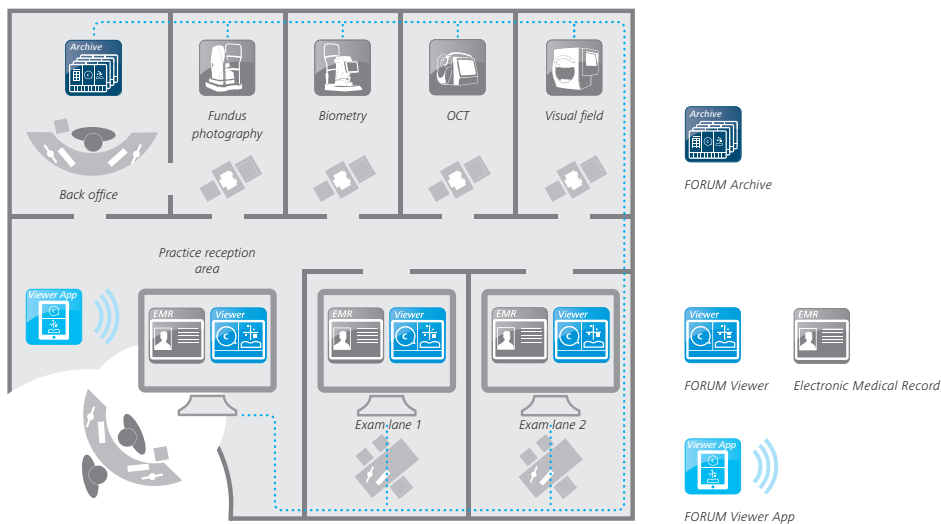 Archive
Fundus
photography
Biometry
OCT
Visual field
Back office
Archive
FORUM Archive
Practice reception
area
Viewer App
EMR
Viewer
C
EMR
Viewer
C
EMR
Viewer
C
Exam-lane 1
Exam-lane 2
Viewer
C
EMR
FORUM Viewer
Electronic Medical Record
Viewer App
FORUM Viewer App